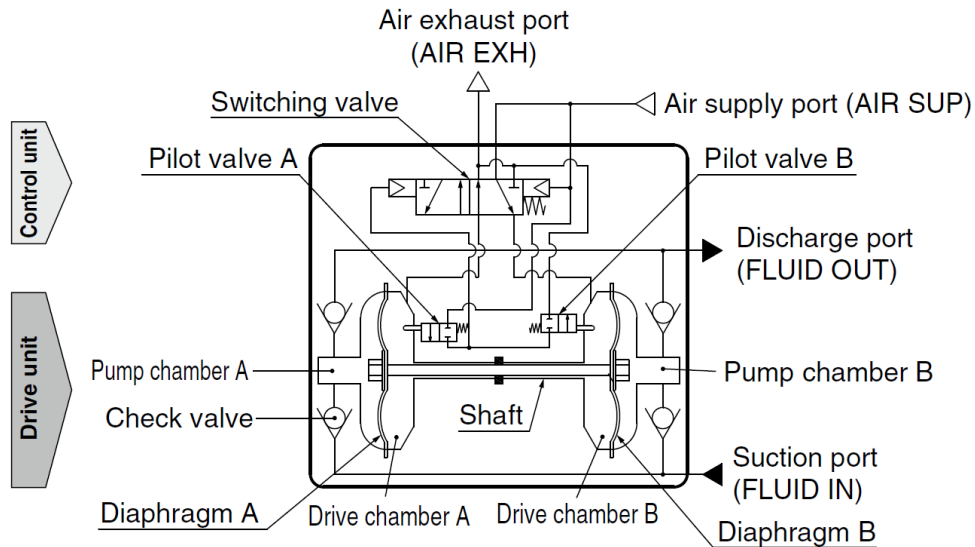 Air exhaust port
(AIR EXH)
Switching valve
Air supply port (AIR SUP)
Pilot valve A
Pilot valve B
Control unit
Discharge port
(FLUID OUT)
Drive unit
Pump chamber A
Pump chamber B
Check valve
Shaft
Suction port
(FLUID IN)
Diaphragm A
Drive chamber A
Drive chamber B
Diaphragm B